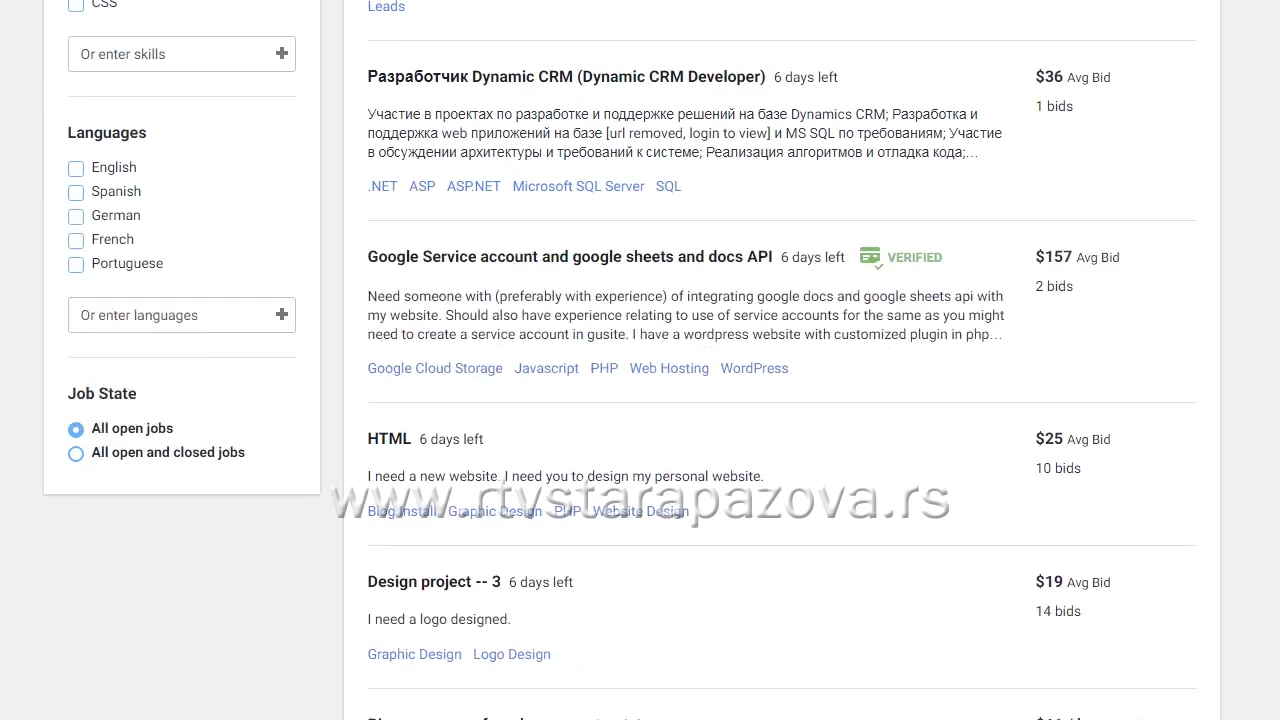 CSS
Or enter skills
Languages
English
Spanish
German
French
Portuguese
Or enter languages
Job State
All open jobs
All open and closed jobs
Leads
Разработчик Dynamic CRM (Dynamic CRM Developer) 6 days left
$36 Avg Bid
1 bids
Участие в проектах по разработке и поддержке решений на базе Dynamics CRM; Разработка и
поддержка web приложений на базе [url removed, login to view] и MS SQL по требованиям; Участие
в обсуждении архитектуры и требований к системе; Реализация алгоритмов и отладка кода;…
.NET ASP ASP.NET Microsoft SQL Server SQL
Google Service account and google sheets and docs API 6 days left VERIFIED
$157 Avg Bid
2 bids
Need someone with (preferably with experience) of integrating google docs and google sheets api with
my website. Should also have experience relating to use of service accounts for the same as you might
need to create a service account in gusite. I have a wordpress website with customized plugin in php…
Google Cloud Storage Javascript PHP Web Hosting WordPress
HTML 6 days left
$25 Avg Bid
10 bids
I need a new website. I need you to design my personal website.
www.rtvstarapazova.rs
Blog Install Graphic Design PHP Website Design
Design project -- 3 6 days left
$19 Avg Bid
14 bids
I need a logo designed.
Graphic Design Logo Design